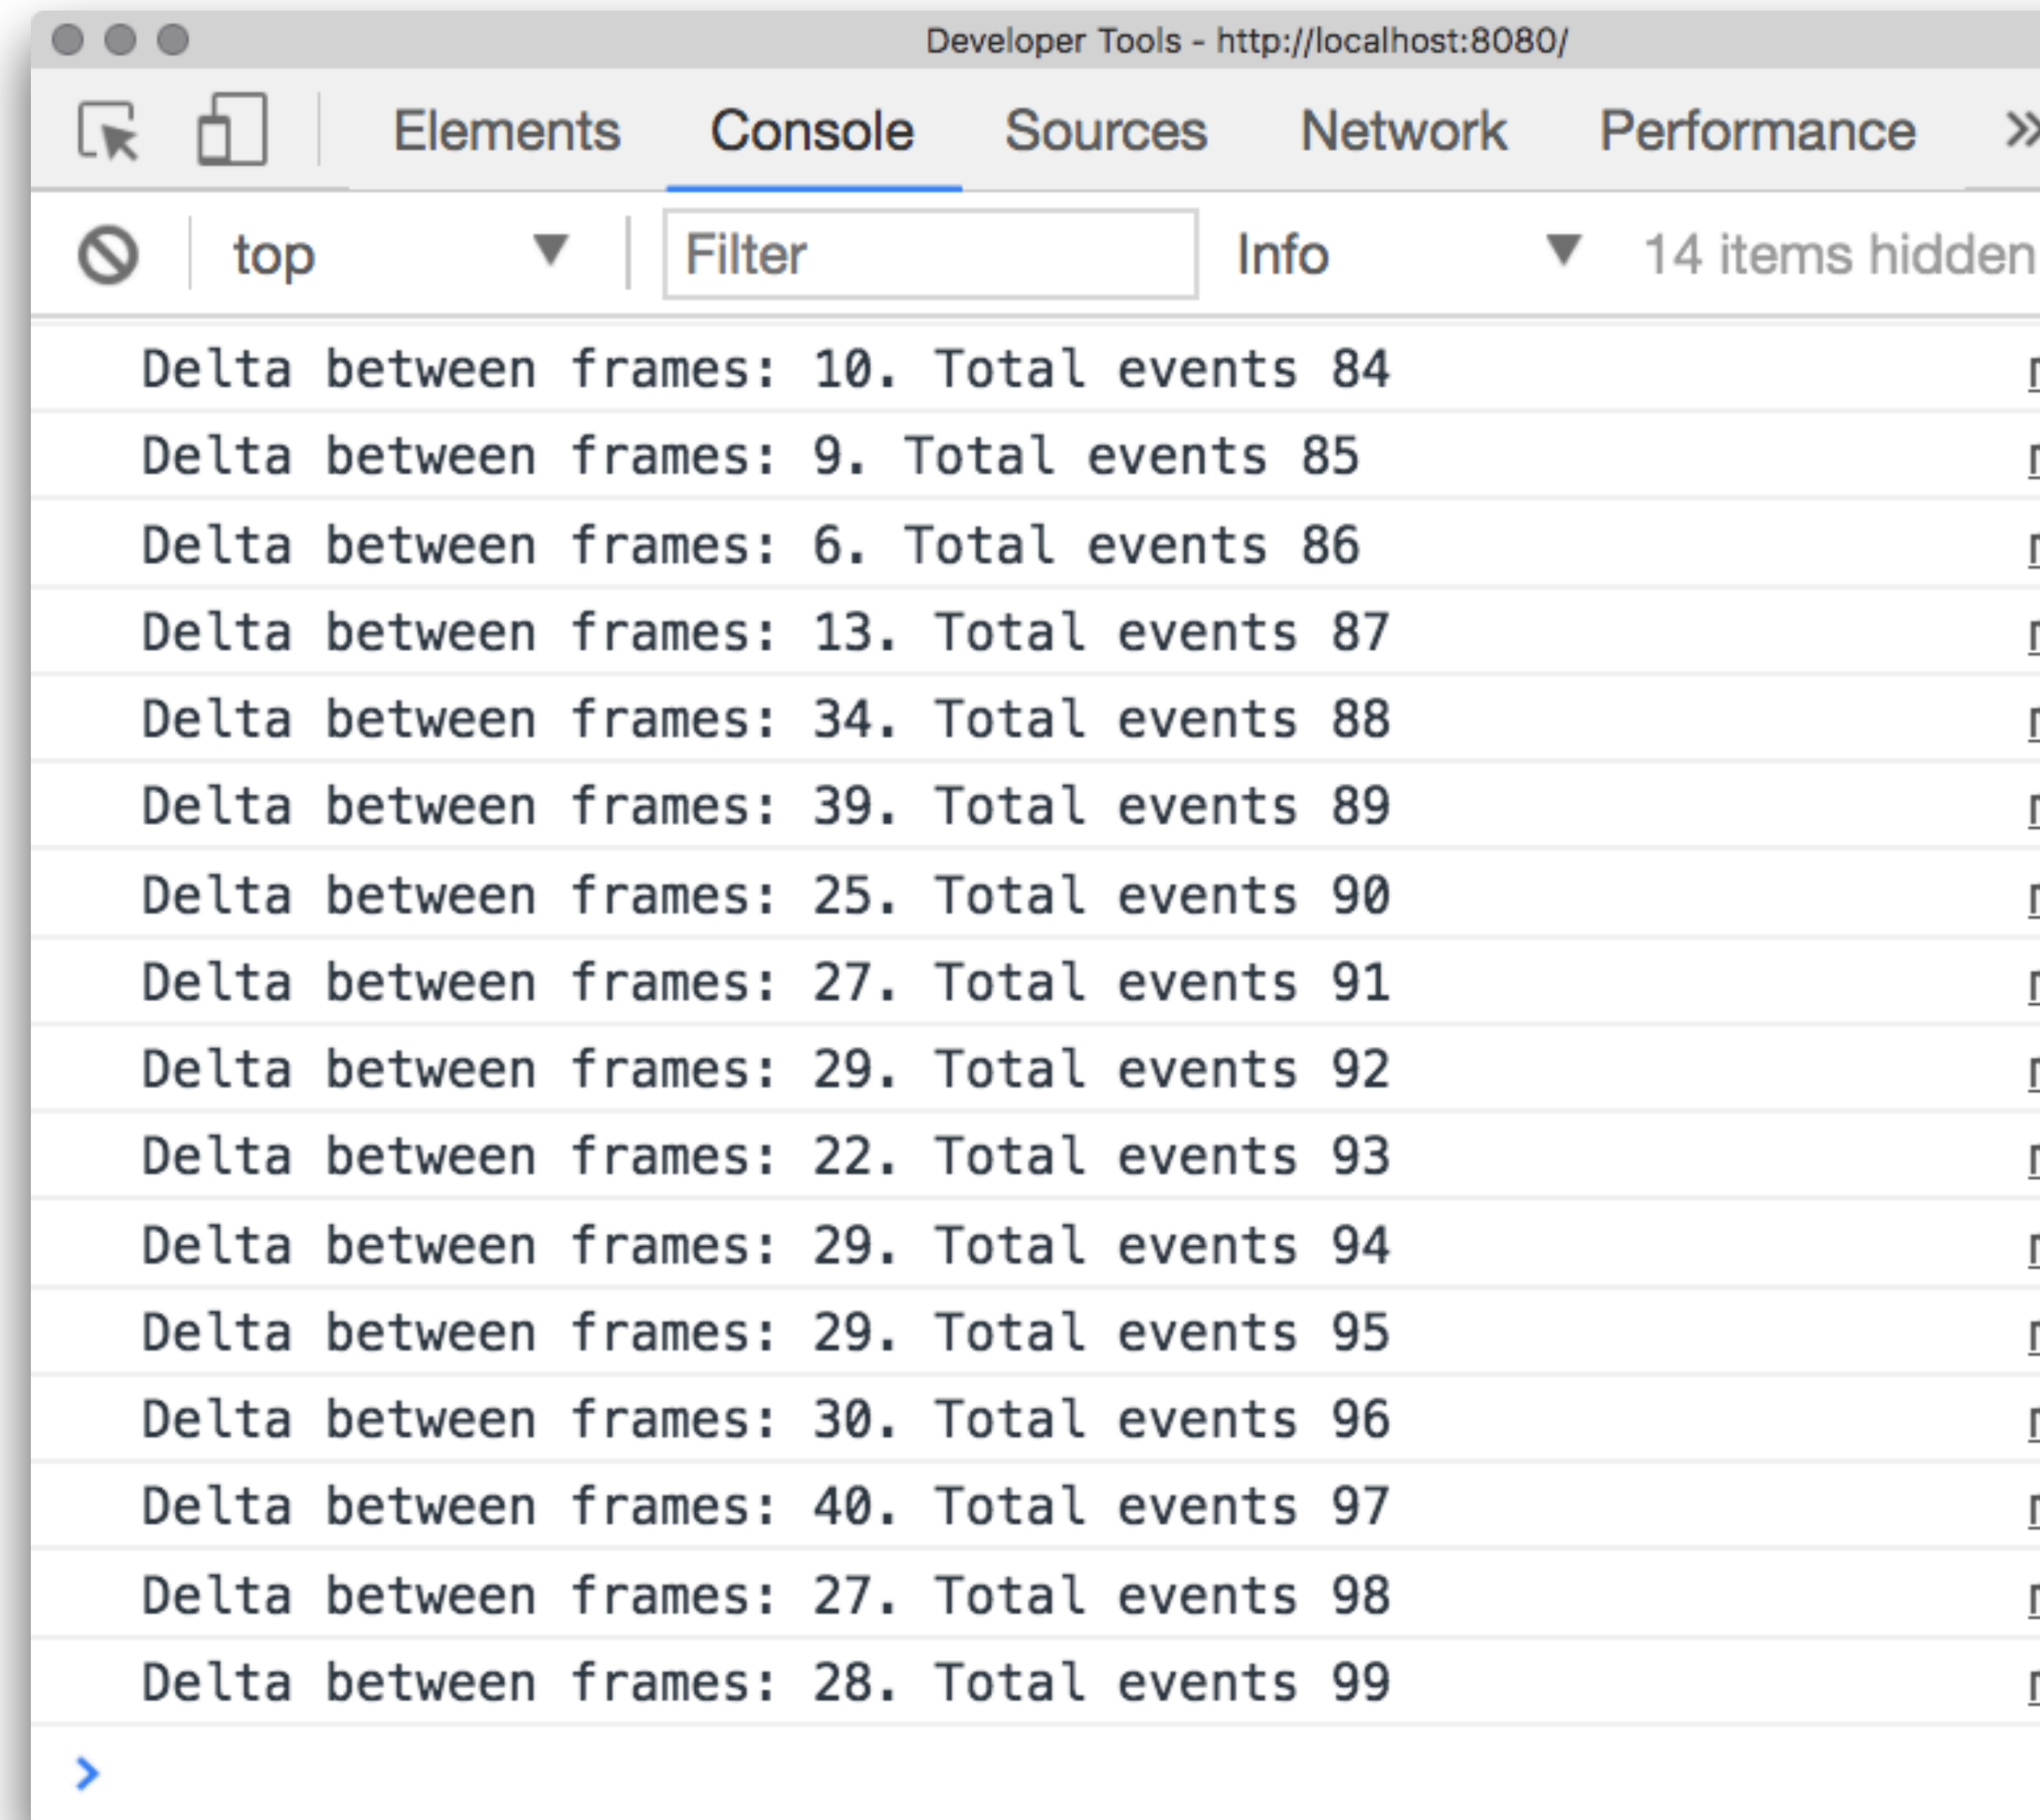 Developer Tools - http://localhost:8080/
Elements Console Sources Network Performance »
top ▼ Filter Info ▼ 14 items hidden
Delta between frames: 10. Total events 84
Delta between frames: 9. Total events 85
Delta between frames: 6. Total events 86
Delta between frames: 13. Total events 87
Delta between frames: 34. Total events 88
Delta between frames: 39. Total events 89
Delta between frames: 25. Total events 90
Delta between frames: 27. Total events 91
Delta between frames: 29. Total events 92
Delta between frames: 22. Total events 93
Delta between frames: 29. Total events 94
Delta between frames: 29. Total events 95
Delta between frames: 30. Total events 96
Delta between frames: 40. Total events 97
Delta between frames: 27. Total events 98
Delta between frames: 28. Total events 99